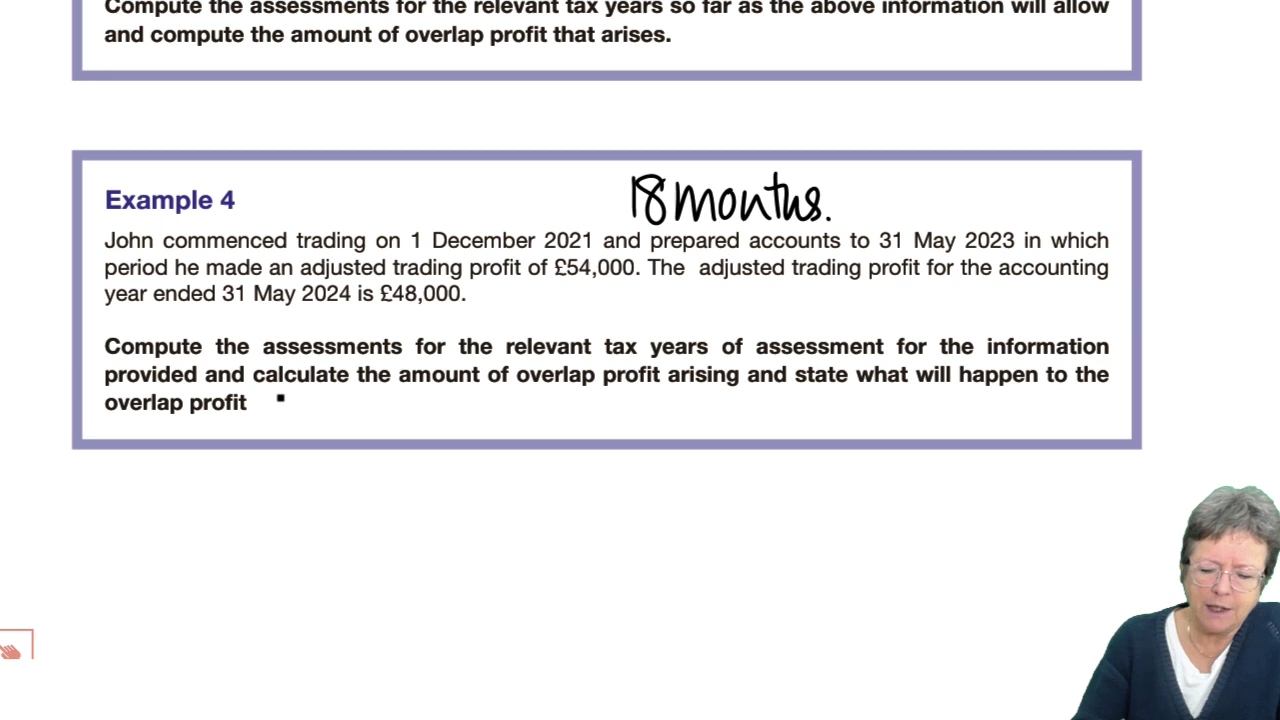 Compute the assessments for the relevant tax years so far as the above information will allow
and compute the amount of overlap profit that arises.
Example 4
18 months.
John commenced trading on 1 December 2021 and prepared accounts to 31 May 2023 in which
period he made an adjusted trading profit of £54,000. The adjusted trading profit for the accounting
year ended 31 May 2024 is £48,000.
Compute the assessments for the relevant tax years of assessment for the information
provided and calculate the amount of overlap profit arising and state what will happen to the
overlap profit